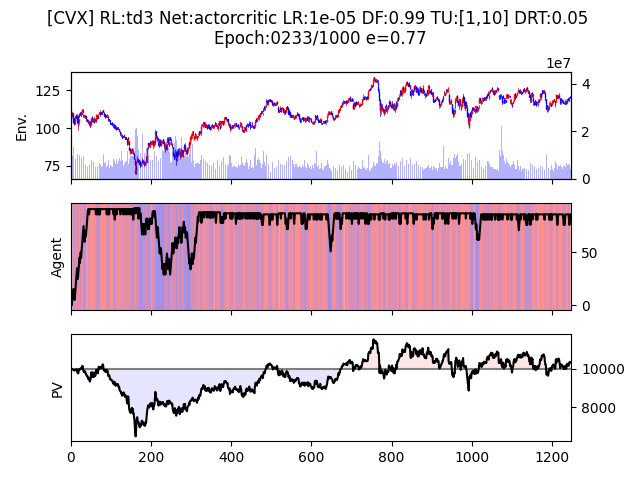 [CVX] RL:td3 Net:actorcritic LR:1e-05 DF:0.99 TU:[1,10] DRT:0.05
Epoch:0233/1000 e=0.77
1e7
Env.
125
100
75
4
2
0
Agent
50
0
PV
10000
8000
0 200 400 600 800 1000 1200